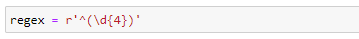 regex = r'^(\d{4})'